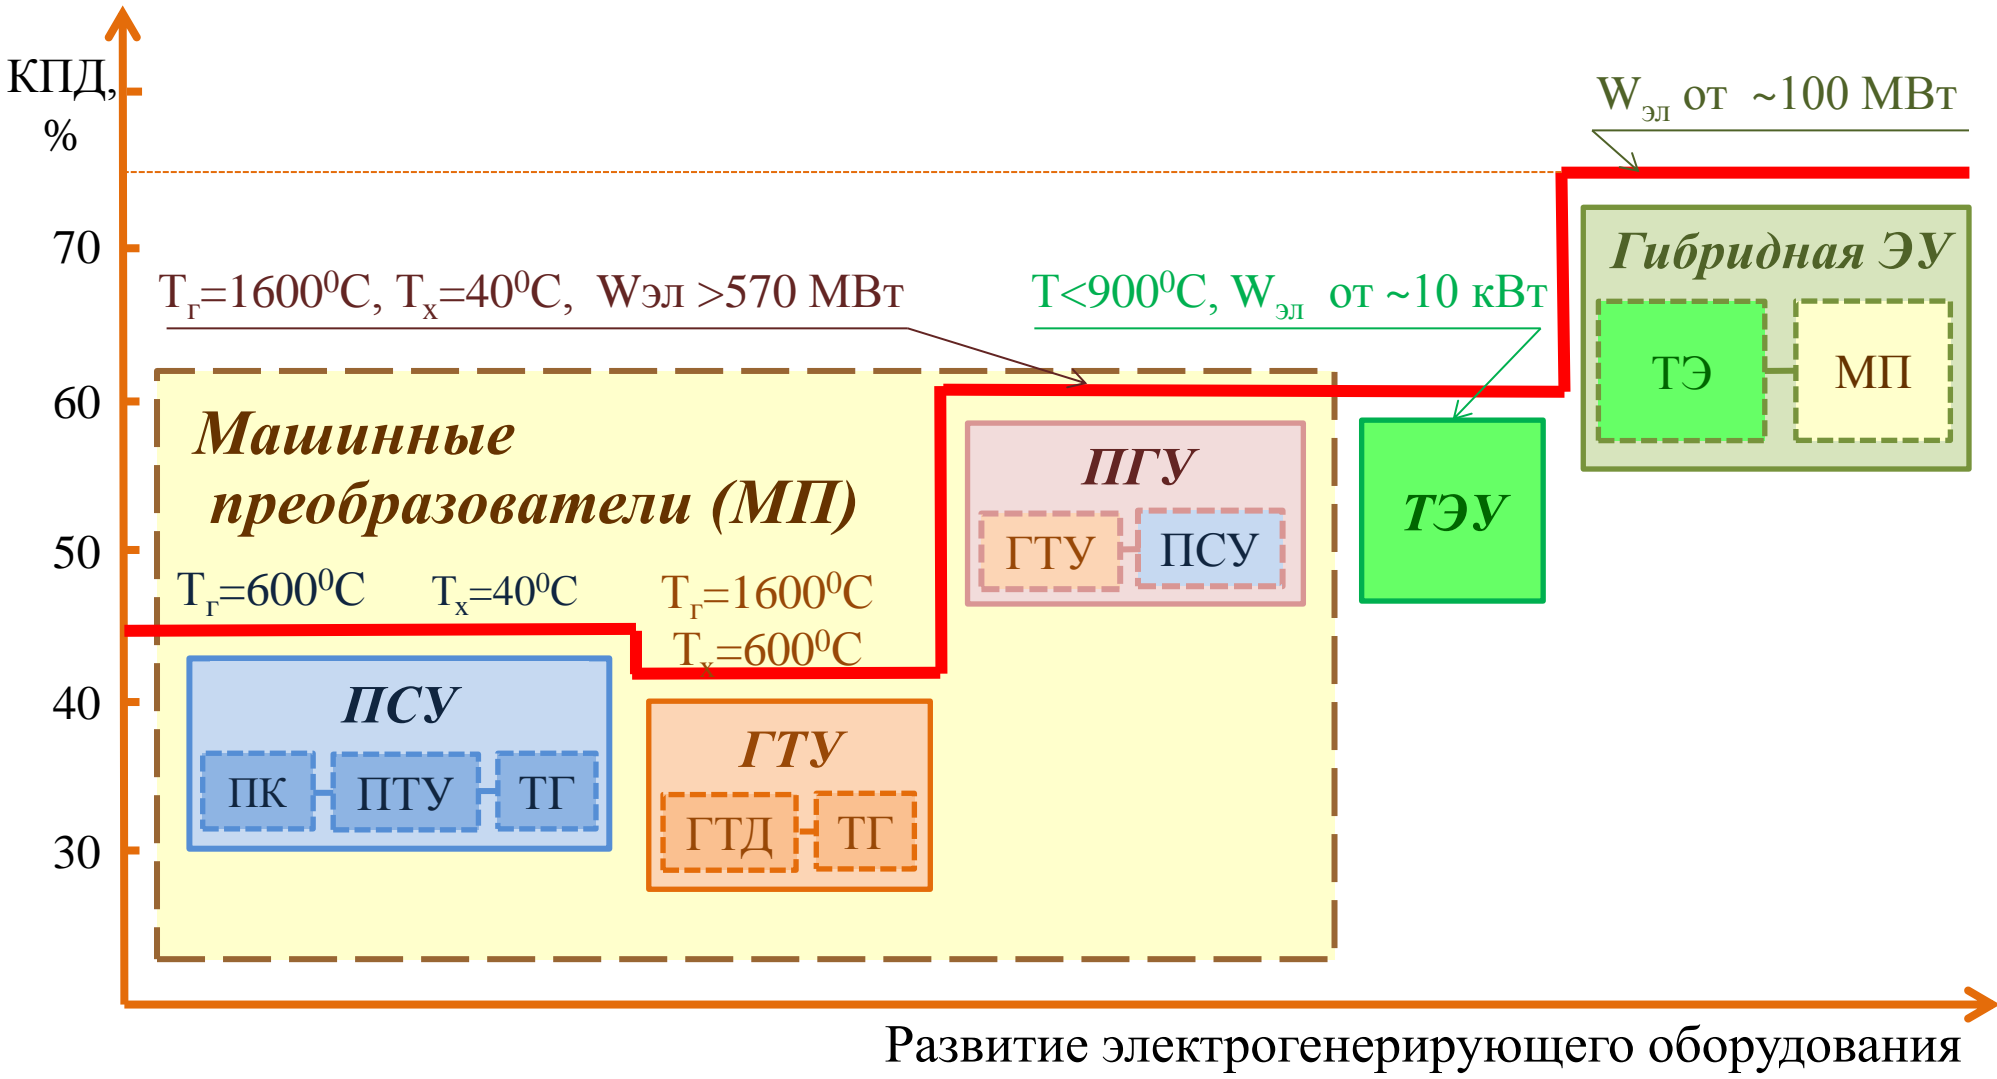 КПД,
%
70
60
50
40
30
Wэл от ~100 МВт
Гибридная ЭУ
ТЭ
МП
Tг=1600⁰C, Tх=40⁰C, Wэл >570 МВт
T<900⁰C, Wэл от ~10 кВт
Машинные
преобразователи (МП)
ПГУ
ГТУ
ПСУ
ТЭУ
Tг=600⁰C
Tх=40⁰C
Tг=1600⁰C
Tх=600⁰C
ПСУ
ПК
ПТУ
ТГ
ГТУ
ГТД
ТГ
Развитие электрогенерирующего оборудования